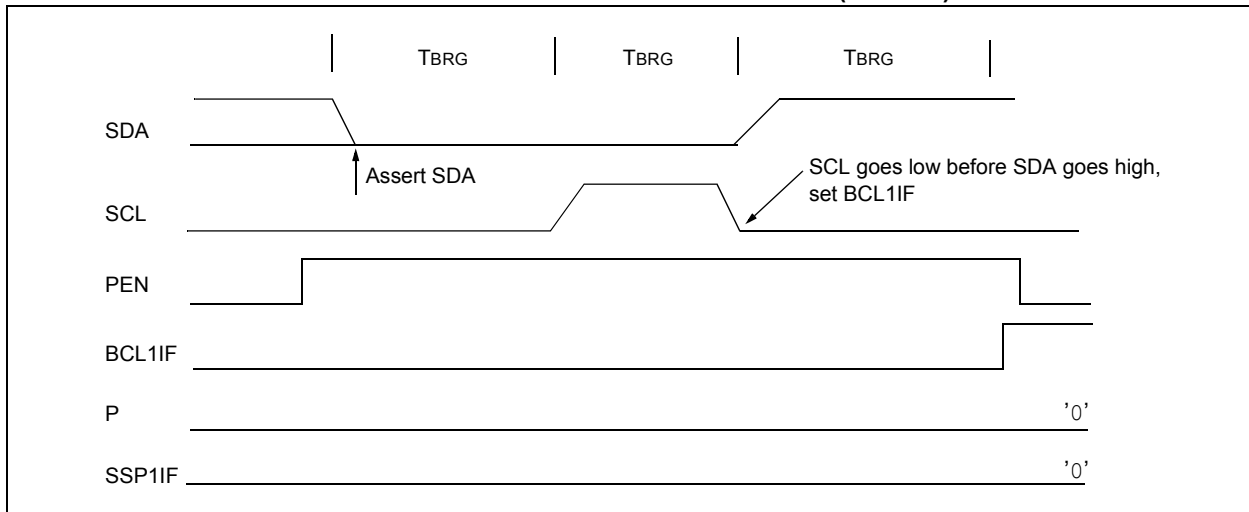 TBRG TBRG TBRG
SDA
Assert SDA
SCL goes low before SDA goes high,
set BCL1IF
SCL
PEN
BCL1IF
P '0'
SSP1IF '0'